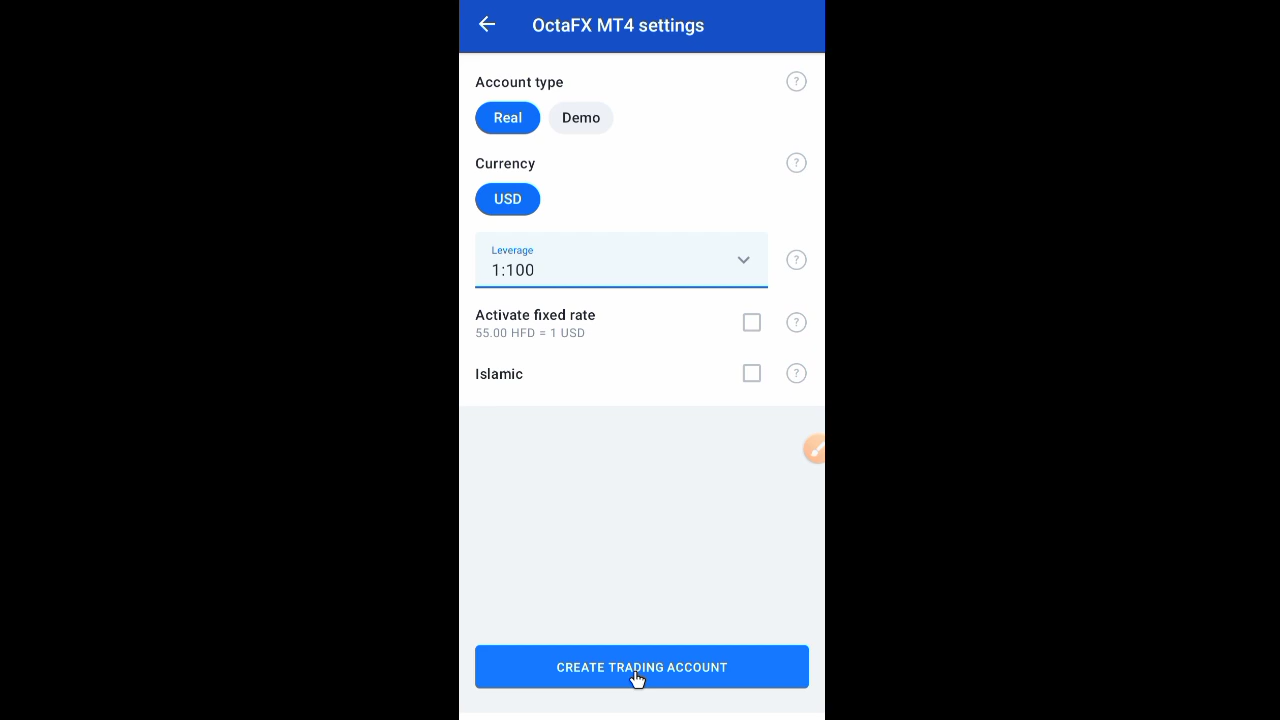 OctaFX MT4 settings
Account type
?
Real
Demo
Currency
?
USD
Leverage
1:100
?
Activate fixed rate
55.00 HFD = 1 USD
?
Islamic
?
CREATE TRADING ACCOUNT